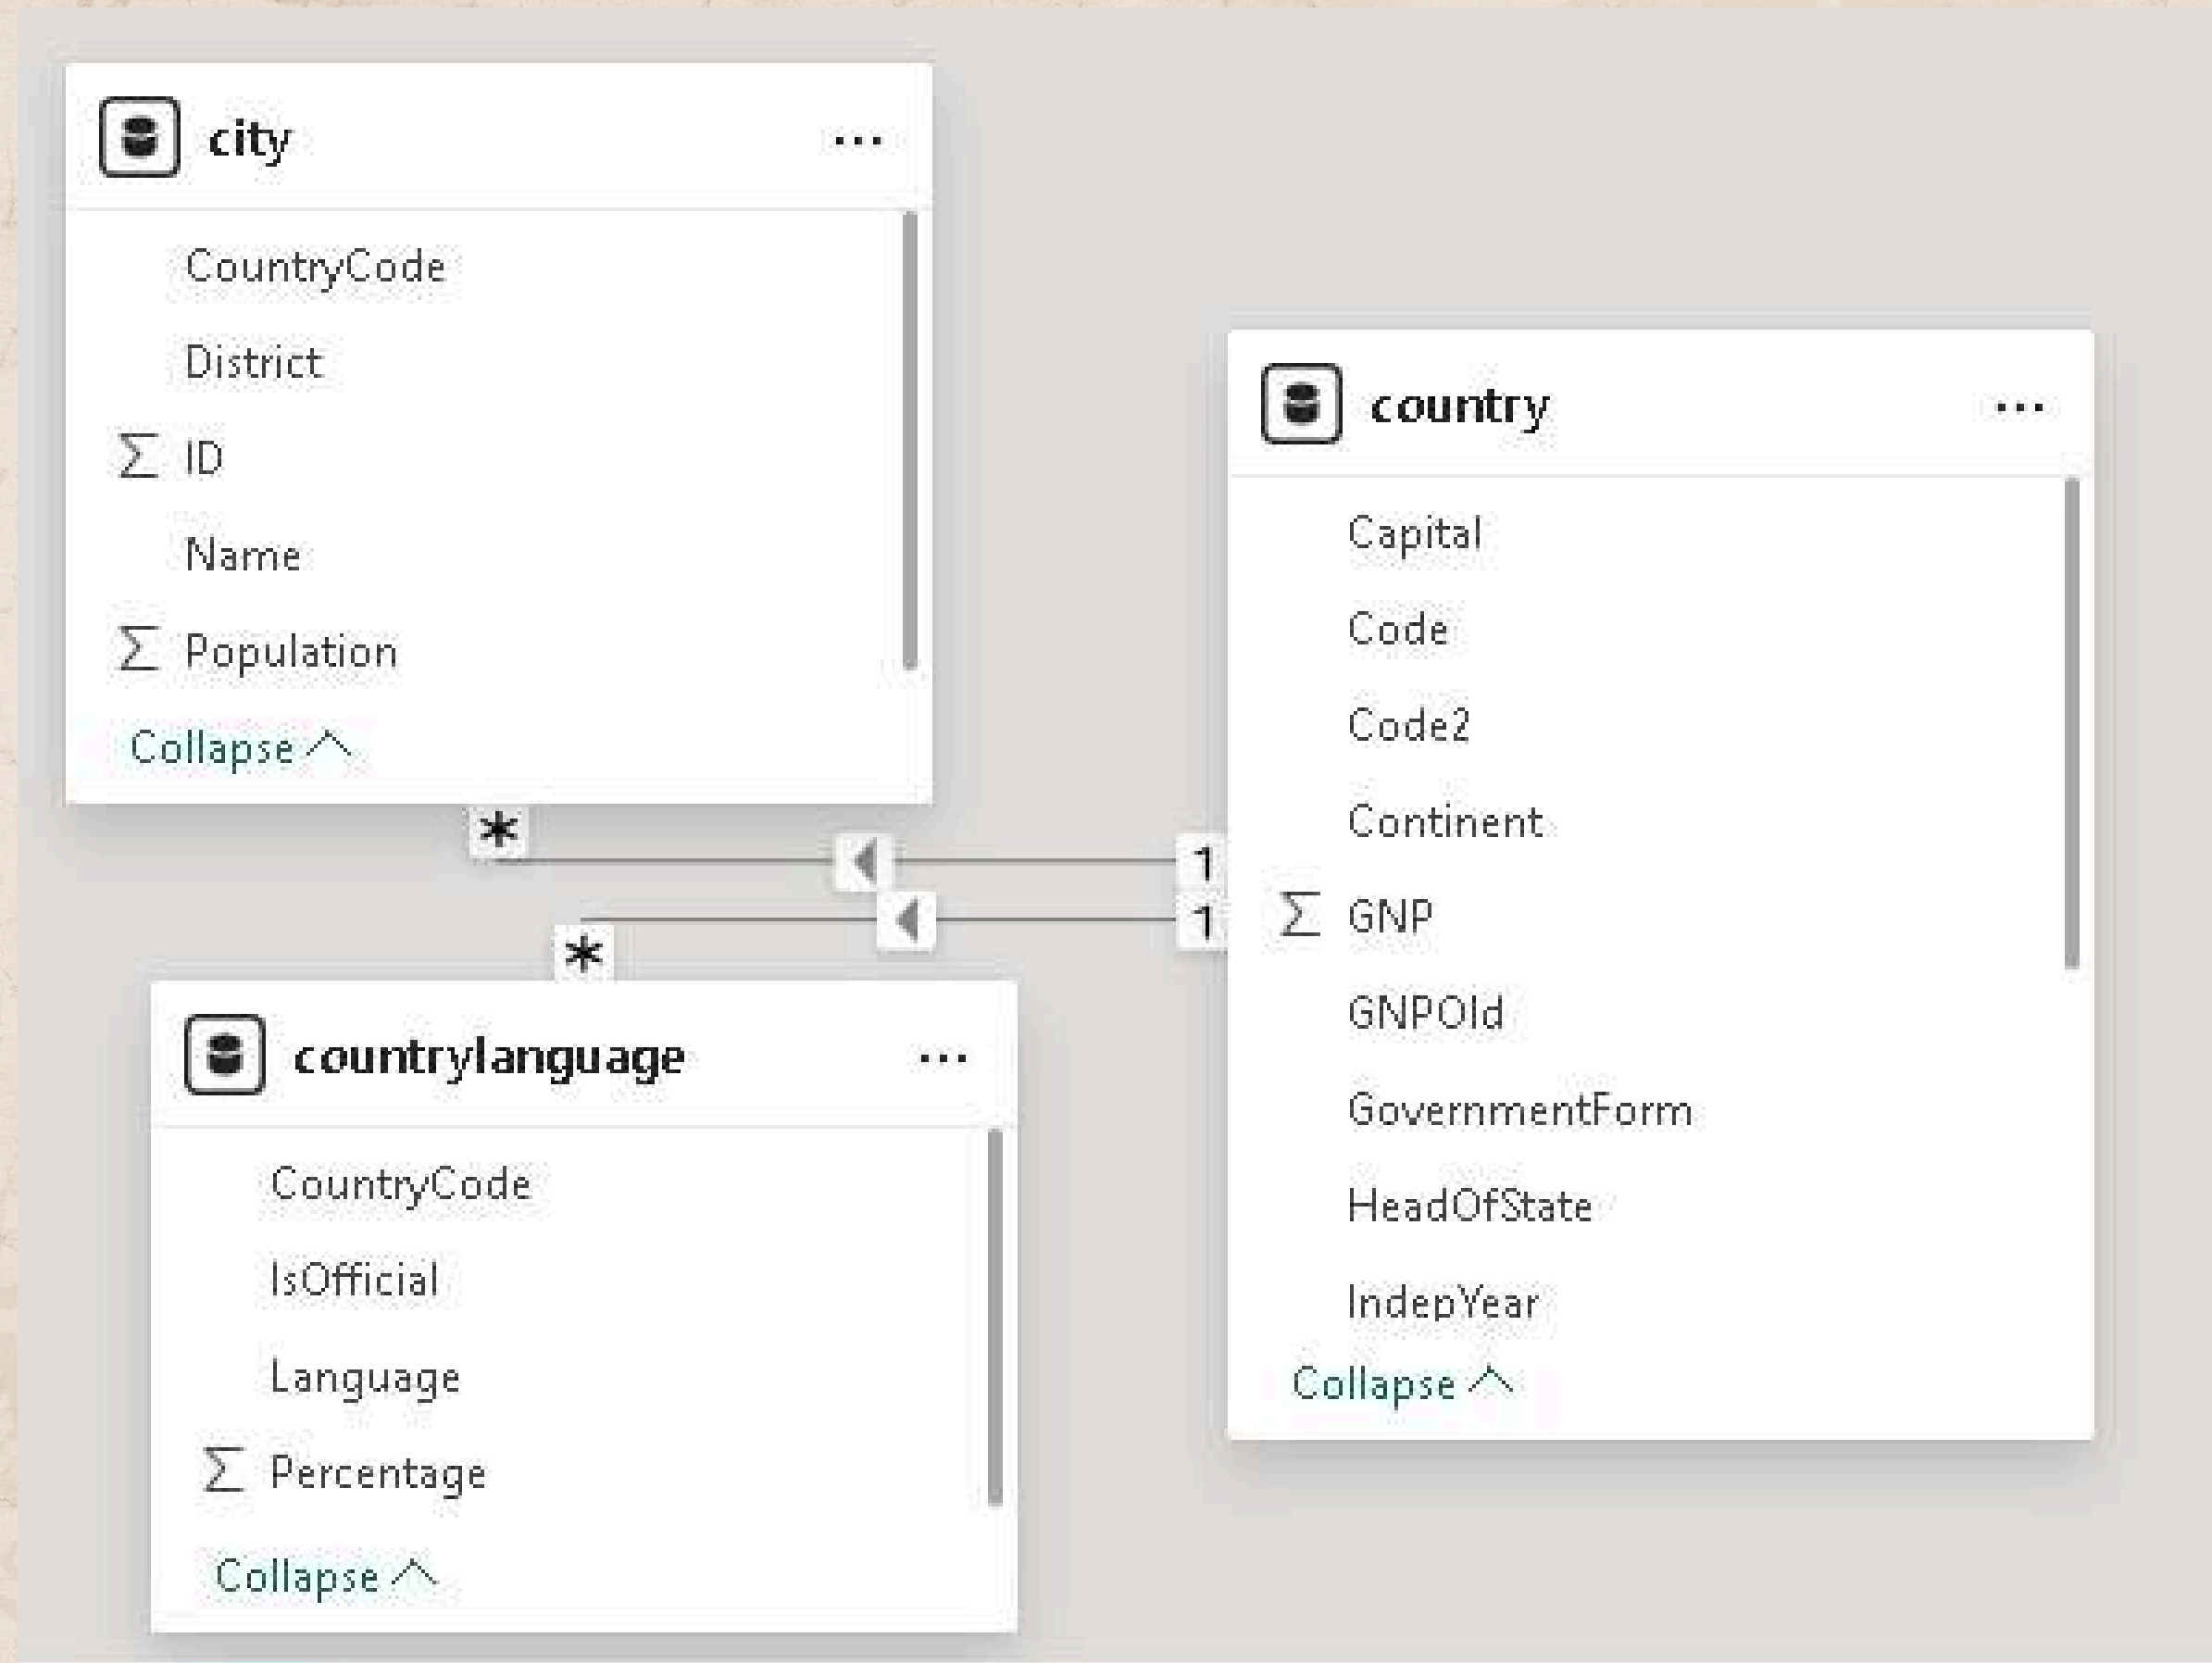 city ...
CountryCode
District
Σ ID
Name
Σ Population
Collapse
*
1
1
*
country ...
Capital
Code
Code2
Continent
Σ GNP
GNPOld
GovernmentForm
HeadOfState
IndepYear
Collapse
countrylanguage ...
CountryCode
IsOfficial
Language
Σ Percentage
Collapse